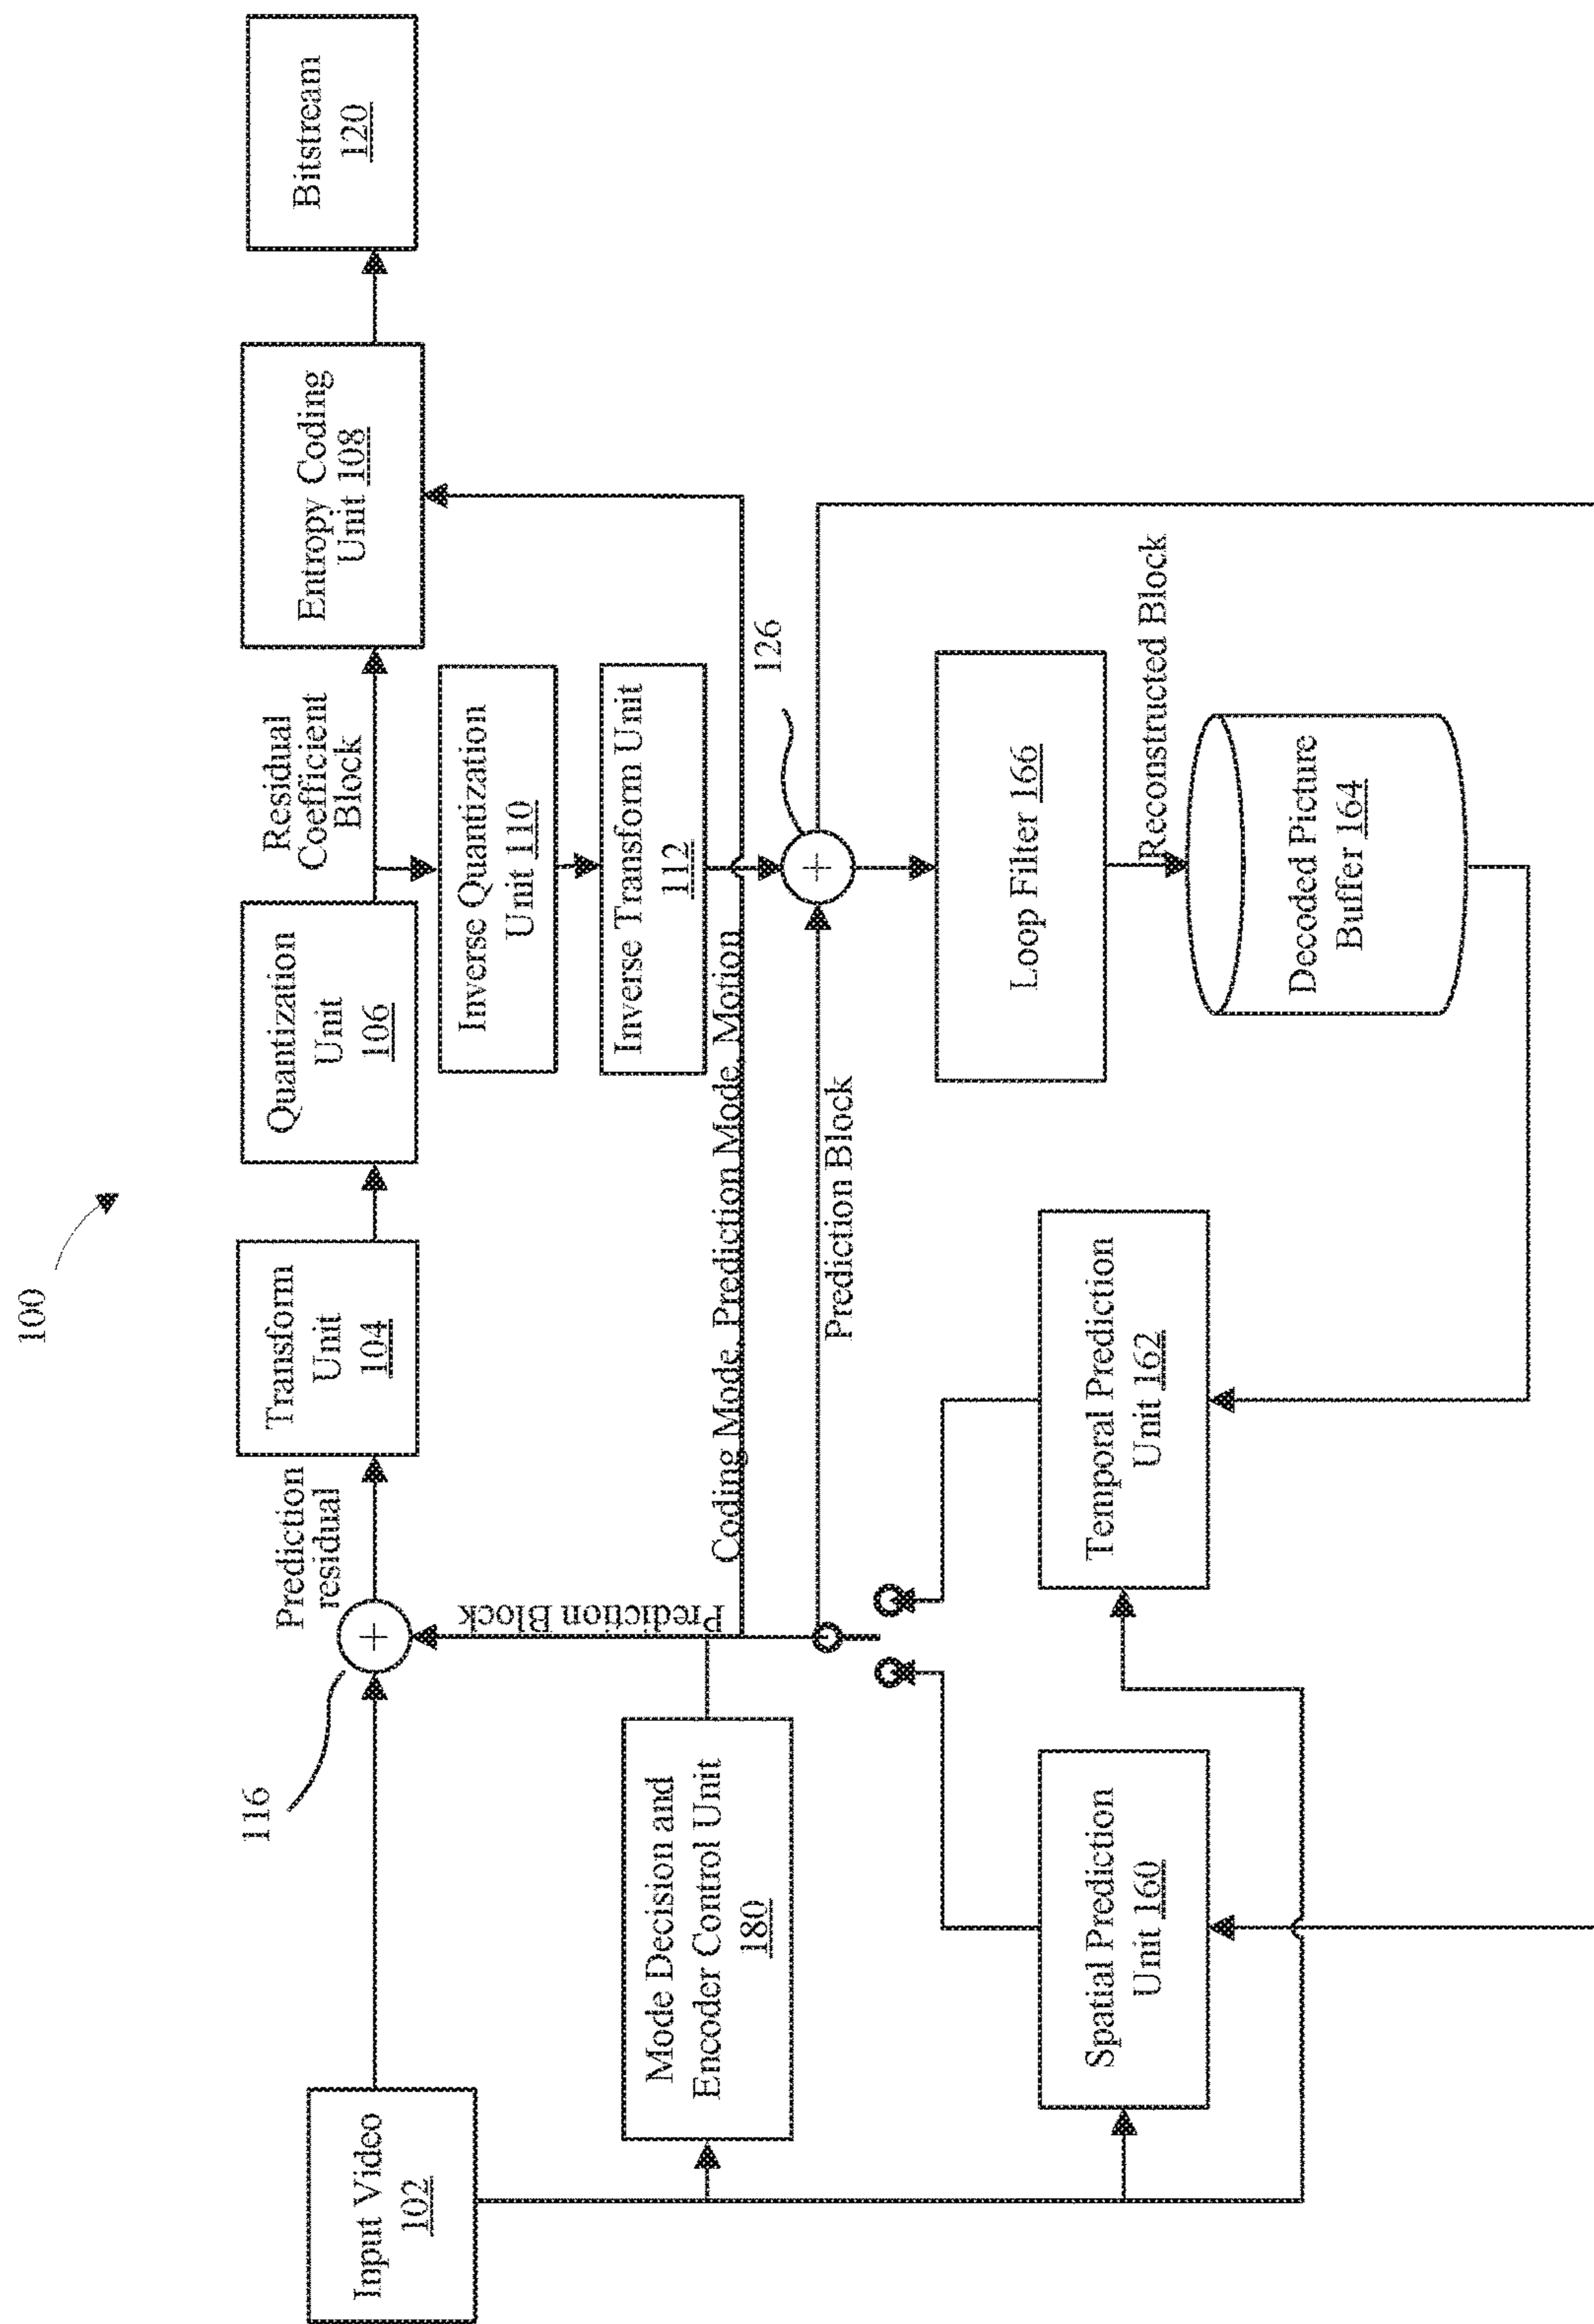 100
Input Video
102
116
Prediction
residual
Transform
Unit
104
Quantization
Unit
106
Residual
Coefficient
Block
Entropy Coding
Unit 108
Bitstream
120
Inverse Quantization
Unit 110
Inverse Transform Unit
112
Prediction Block
Mode Decision and
Encoder Control Unit
180
Coding Mode, Prediction Mode, Motion
126
Prediction Block
Loop Filter 166
Reconstructed Block
Spatial Prediction
Unit 160
Temporal Prediction
Unit 162
Decoded Picture
Buffer 164